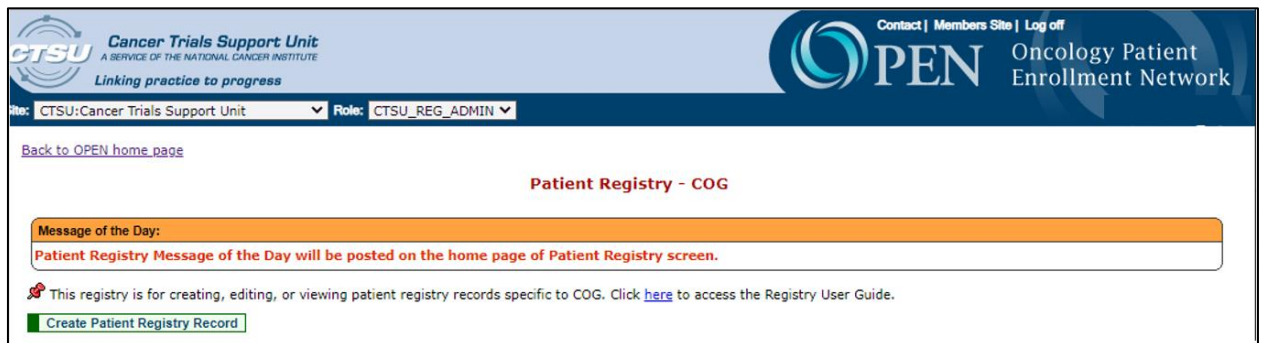 CTSU
Cancer Trials Support Unit
A SERVICE OF THE NATIONAL CANCER INSTITUTE
Linking practice to progress
Contact | Members Site | Log off
OPEN Oncology Patient
Enrollment Network
Site: CTSU:Cancer Trials Support Unit Role: CTSU_REG_ADMIN
Back to OPEN home page
Patient Registry - COG
Message of the Day:
Patient Registry Message of the Day will be posted on the home page of Patient Registry screen.
This registry is for creating, editing, or viewing patient registry records specific to COG. Click here to access the Registry User Guide.
Create Patient Registry Record